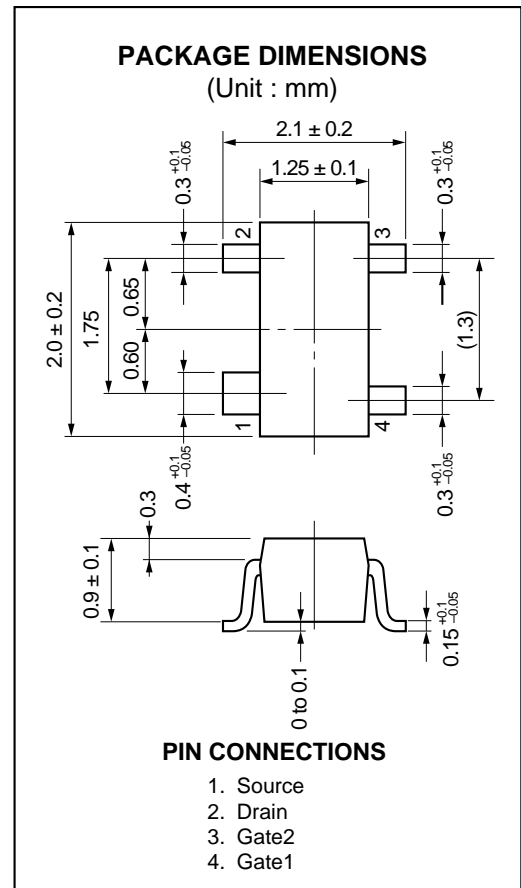 PACKAGE DIMENSIONS
(Unit : mm)
2.1 ± 0.2
1.25 ± 0.1
0.3 +0.1 −0.05
0.3 +0.1 −0.05
2
3
2.0 ± 0.2
1.75
0.65
0.60
(1.3)
1
4
0.4 +0.1 −0.05
0.3 +0.1 −0.05
0.9 ± 0.1
0.3
0 to 0.1
0.15 +0.1 −0.05
PIN CONNECTIONS
1. Source
2. Drain
3. Gate2
4. Gate1